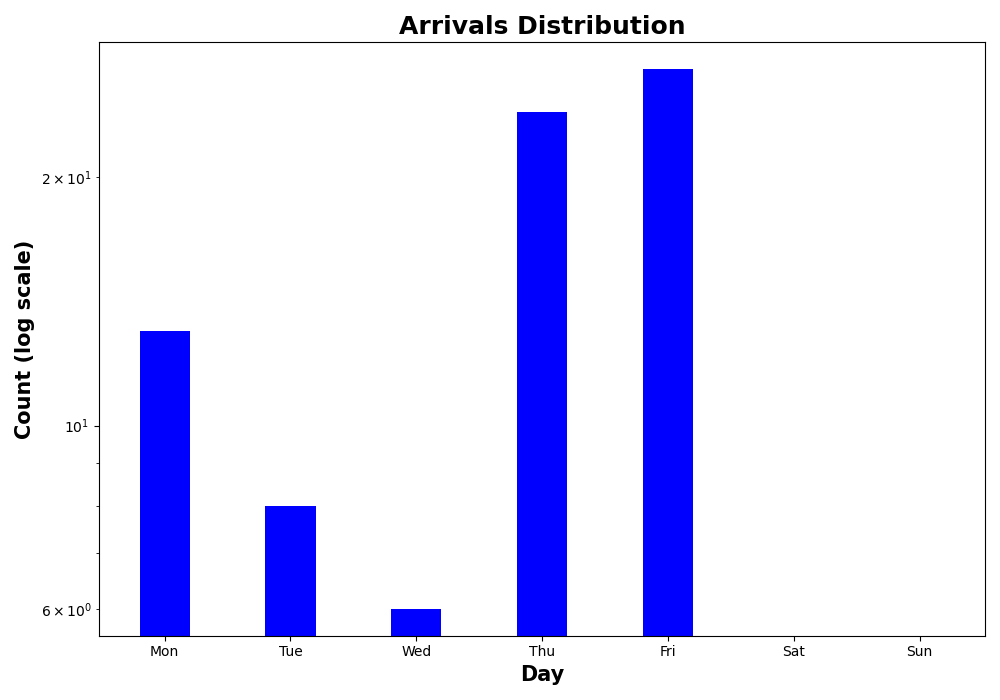 Arrivals Distribution
Count (log scale)
2 × 10¹
10¹
6 × 10⁰
Mon Tue Wed Thu Fri Sat Sun
Day